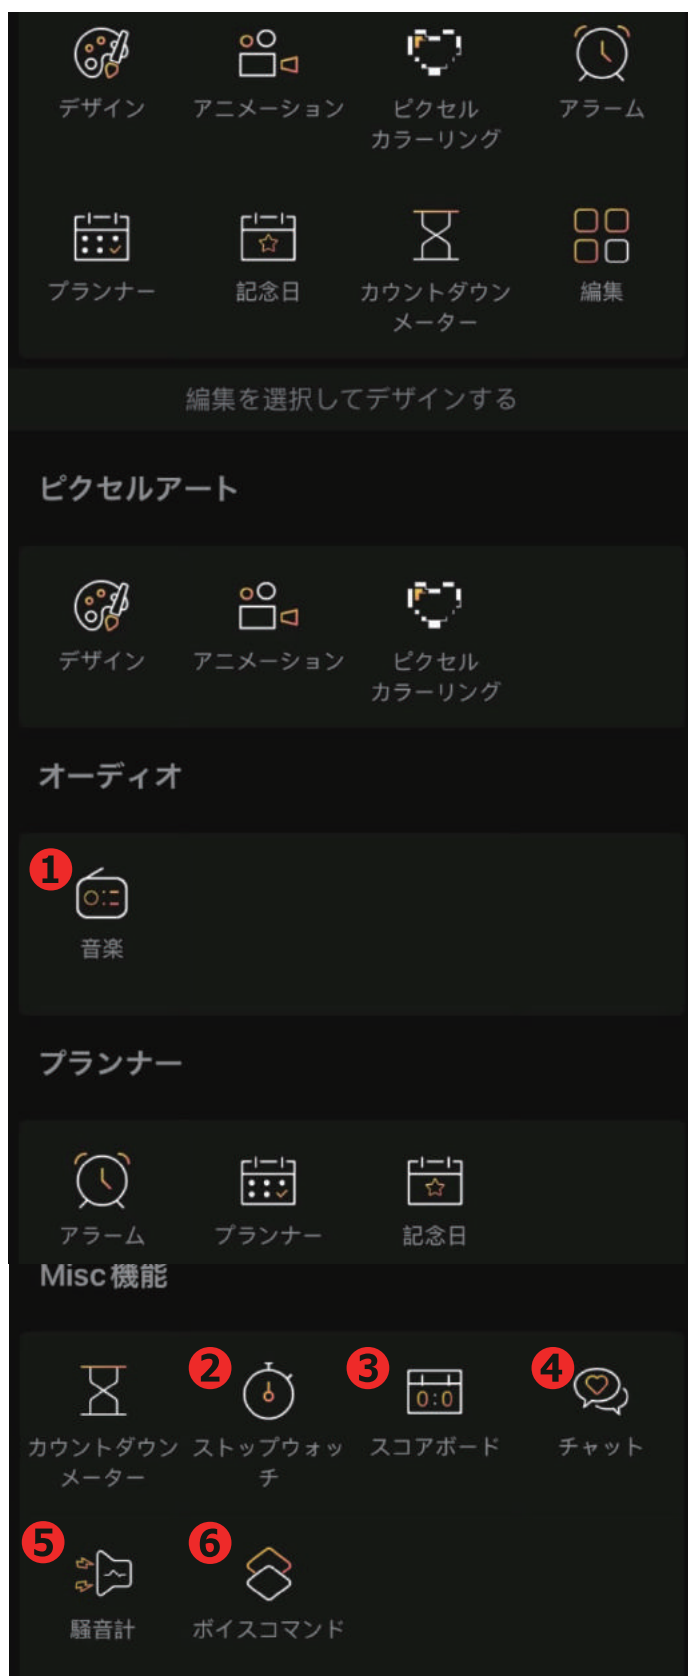 デザイン アニメーション ピクセル アラーム
カラーリング
プランナー 記念日 カウントダウン 編集
メーター
編集を選択してデザインする
ピクセルアート
デザイン アニメーション ピクセル
カラーリング
オーディオ
1
音楽
プランナー
アラーム プランナー 記念日
Misc機能
2 3 4
0:0
カウントダウン ストップウォッ スコアボード チャット
メーター チ
5 6
騒音計 ボイスコマンド